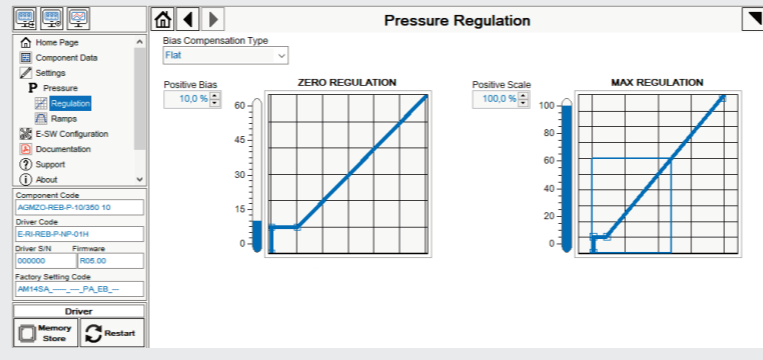 Pressure Regulation
Home Page
Component Data
Settings
P Pressure
Regulation
Ramps
E-SW Configuration
Documentation
Support
About
Component Code
AGMZO-REB-P-10/350 10
Driver Code
E-RI-REB-P-NP-01H
Driver S/N Firmware
000000 R05.00
Factory Setting Code
AM14SA_-----_---_PA_EB_---
Driver
Memory Store
Restart
Bias Compensation Type
Flat
Positive Bias
10,0 %
ZERO REGULATION
60
45
30
15
0
Positive Scale
100,0 %
MAX REGULATION
100
80
60
40
20
0